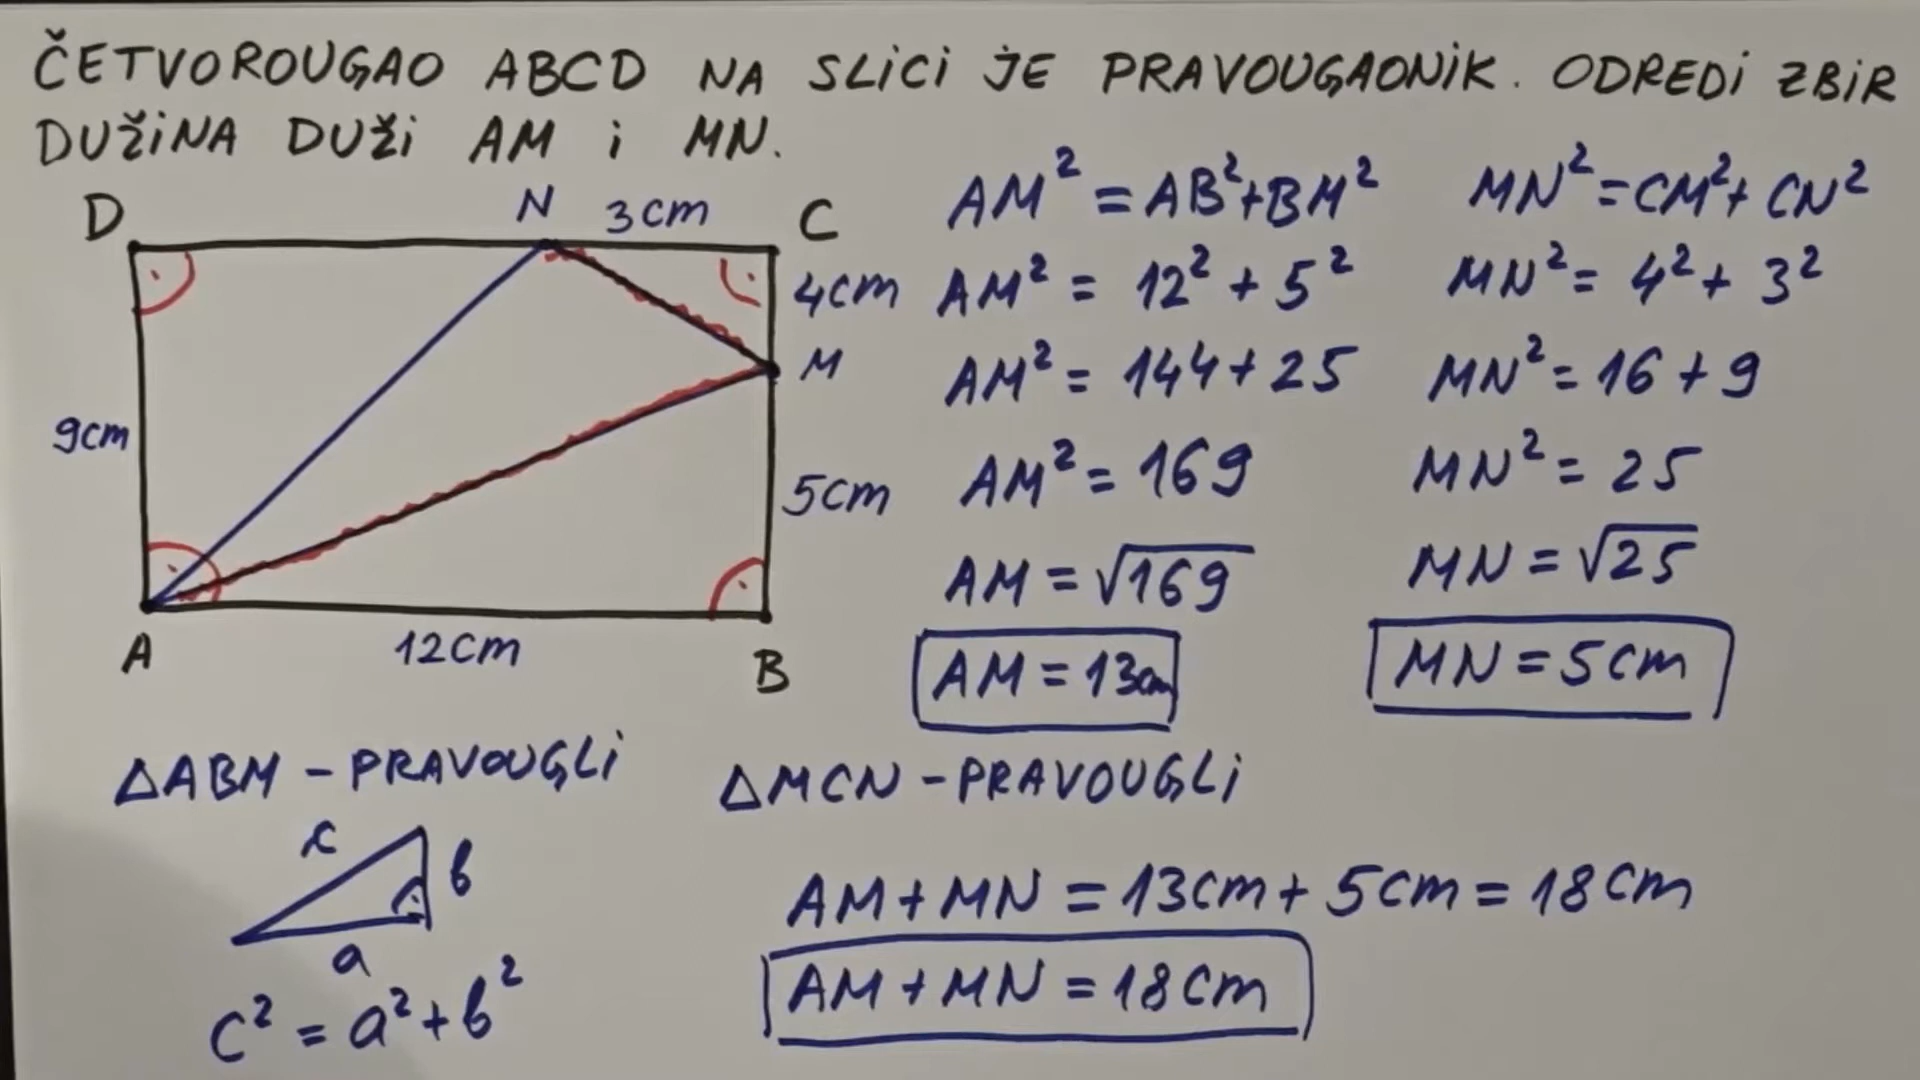 ČETVOROUGAO ABCD NA SLICI JE PRAVOUGAONIK. ODREDI ZBIR
DUŽINA DUŽI AM I MN.
D N 3cm C
4cm
M
9cm
5cm
A 12cm B
AM² = AB²+BM²
AM² = 12² + 5²
AM² = 144 + 25
AM² = 169
AM = √169
AM = 13cm
MN² = CM² + CN²
MN² = 4² + 3²
MN² = 16 + 9
MN² = 25
MN = √25
MN = 5cm
△ABM - PRAVOUGLI
c b
a
c² = a² + b²
△MCN - PRAVOUGLI
AM + MN = 13cm + 5cm = 18cm
AM + MN = 18cm